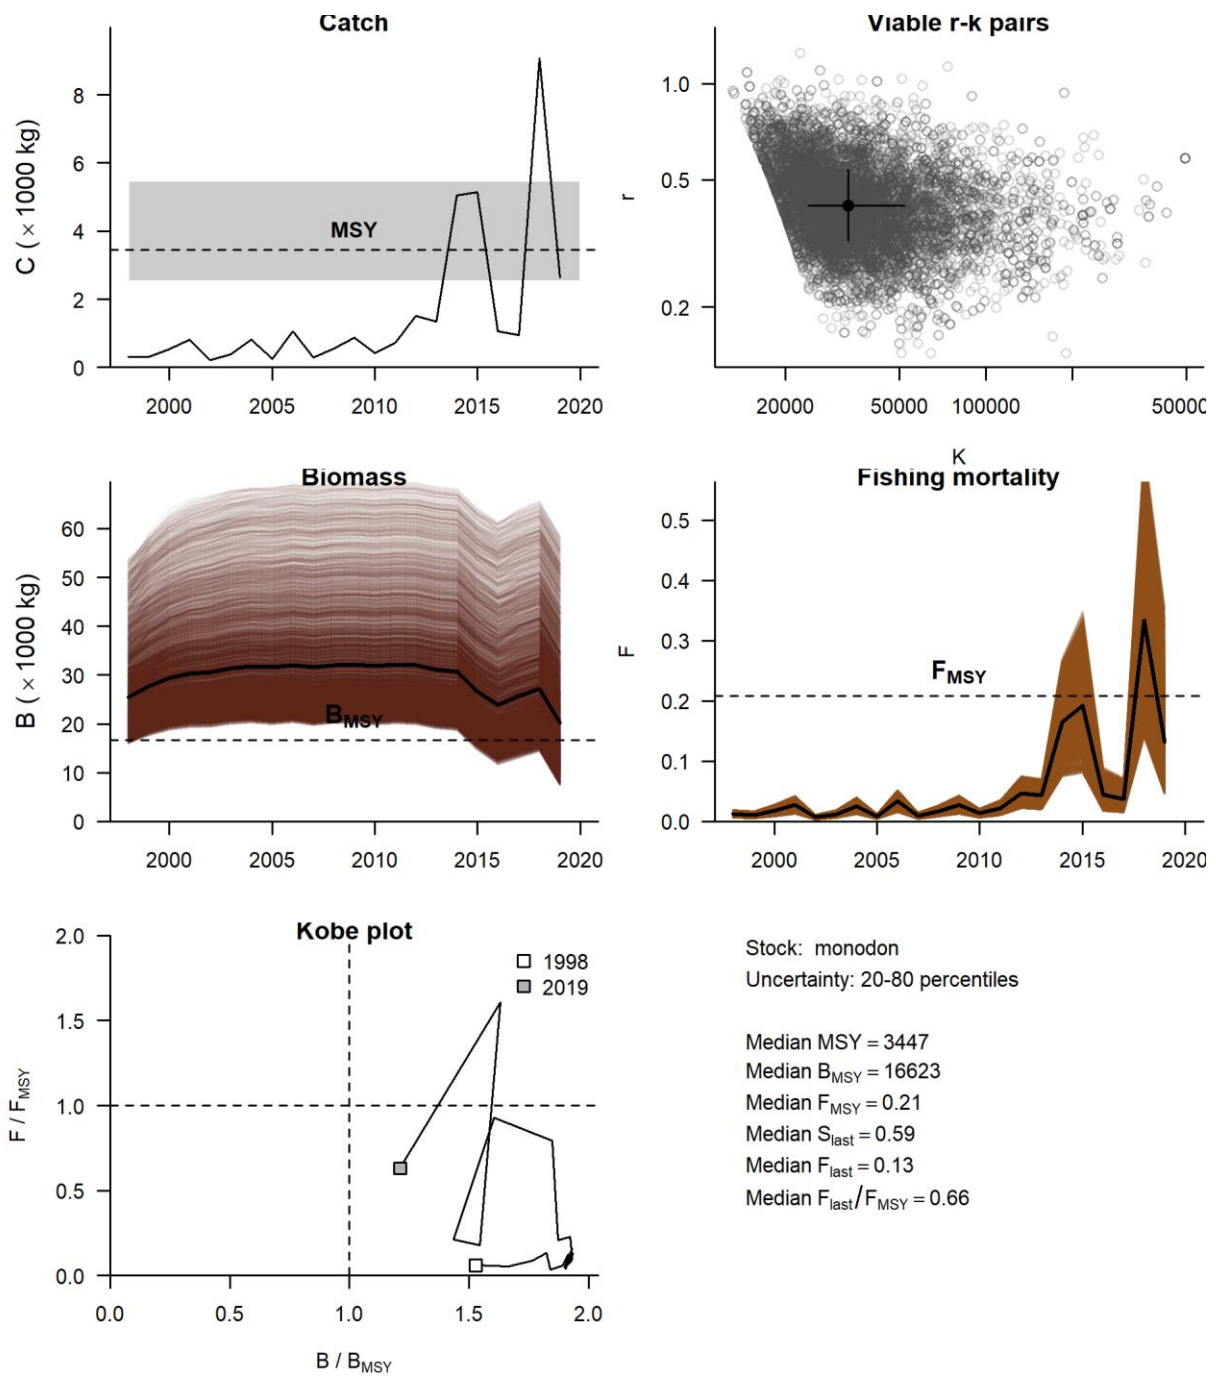 Catch
C ( × 1000 kg)
8
6
4
2
0
MSY
2000 2005 2010 2015 2020
Viable r-k pairs
r
1.0
0.5
0.2
20000 50000 100000 50000
K
Biomass
B ( × 1000 kg)
60
50
40
30
20
10
0
BMSY
2000 2005 2010 2015 2020
Fishing mortality
F
0.5
0.4
0.3
0.2
0.1
0.0
FMSY
2000 2005 2010 2015 2020
Kobe plot
F / FMSY
2.0
1.5
1.0
0.5
0.0
1998
2019
0.0 0.5 1.0 1.5 2.0
B / BMSY
Stock: monodon
Uncertainty: 20-80 percentiles
Median MSY = 3447
Median BMSY = 16623
Median FMSY = 0.21
Median Slast = 0.59
Median Flast = 0.13
Median Flast/FMSY = 0.66